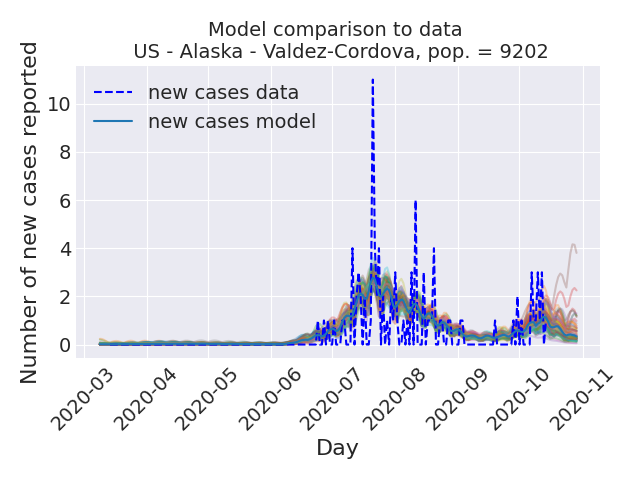 Model comparison to data
US - Alaska - Valdez-Cordova, pop. = 9202
Number of new cases reported
10
8
6
4
2
0
new cases data
new cases model
2020-03
2020-04
2020-05
2020-06
2020-07
2020-08
2020-09
2020-10
2020-11
Day